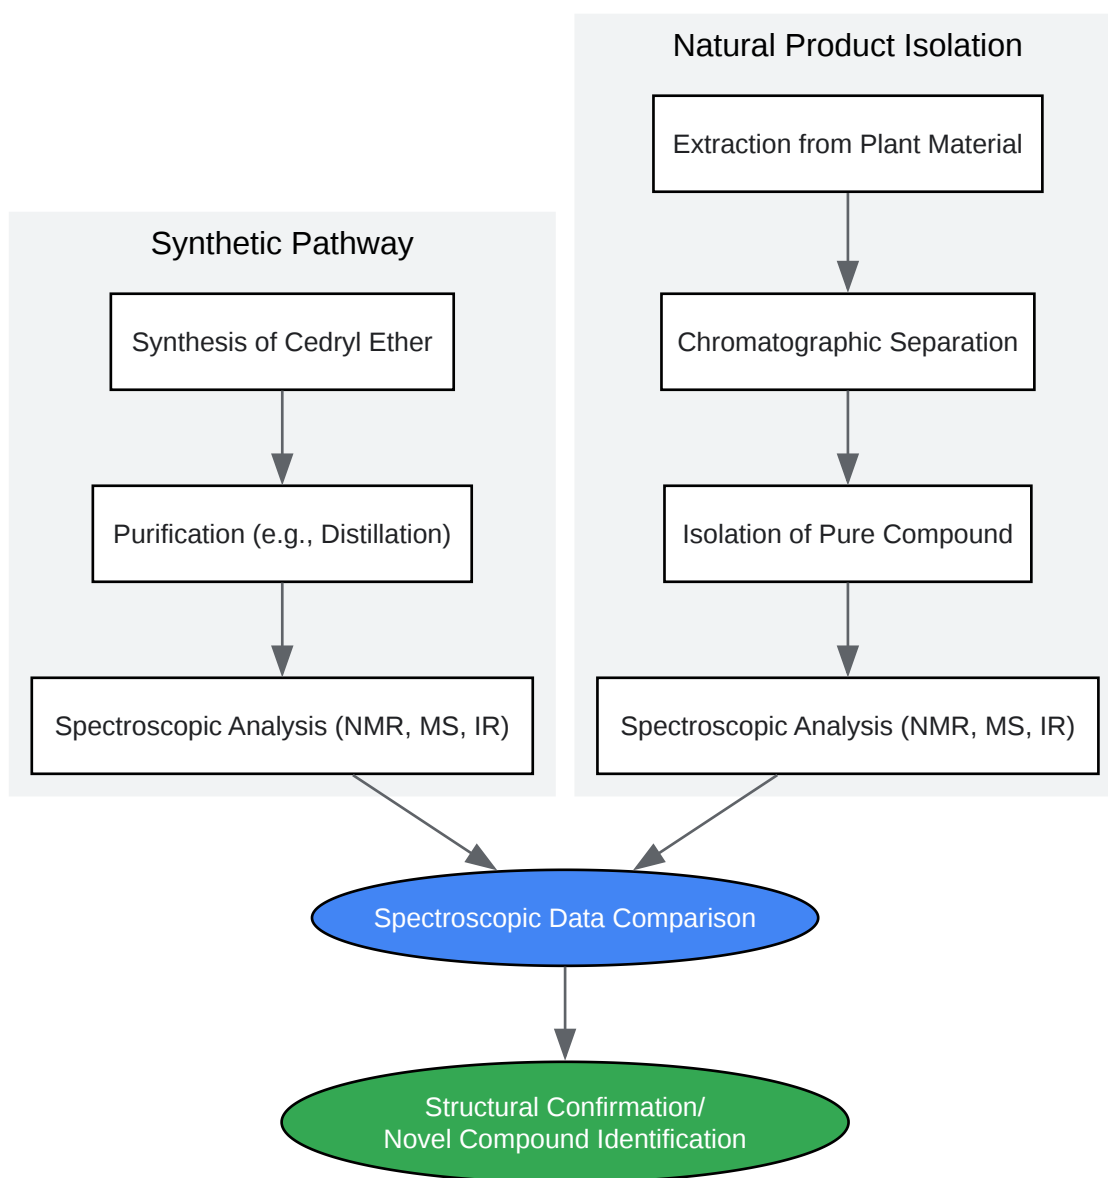 Natural Product Isolation
Extraction from Plant Material
Synthetic Pathway
Synthesis of Cedryl Ether
Chromatographic Separation
Purification (e.g., Distillation)
Isolation of Pure Compound
Spectroscopic Analysis (NMR, MS, IR)
Spectroscopic Analysis (NMR, MS, IR)
Spectroscopic Data Comparison
Structural Confirmation/
Novel Compound Identification